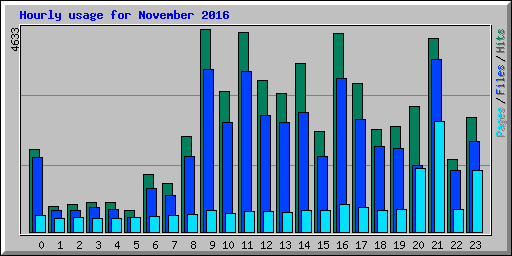 Hourly usage for November 2016
4633
Pages/Files/Hits
0 1 2 3 4 5 6 7 8 9 10 11 12 13 14 15 16 17 18 19 20 21 22 23